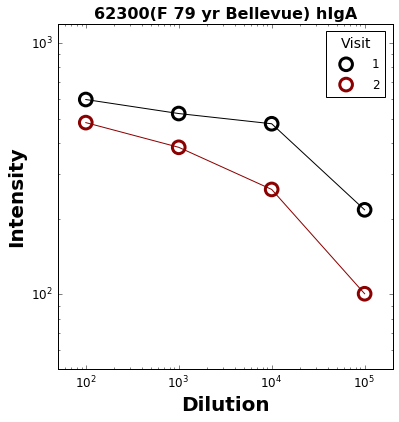 62300(F 79 yr Bellevue) hIgA
Visit
1
2
10³
10²
Intensity
10² 10³ 10⁴ 10⁵
Dilution